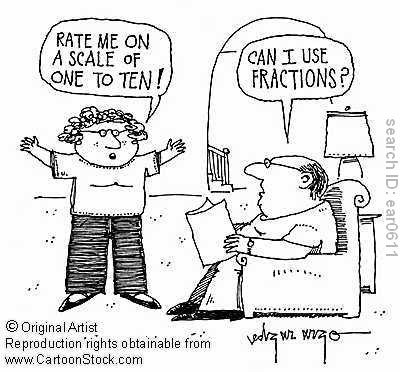 RATE ME ON
A SCALE OF
ONE TO TEN!
CAN I USE
FRACTIONS?
search ID: ear0611
© Original Artist
Reproduction rights obtainable from
www.CartoonStock.com